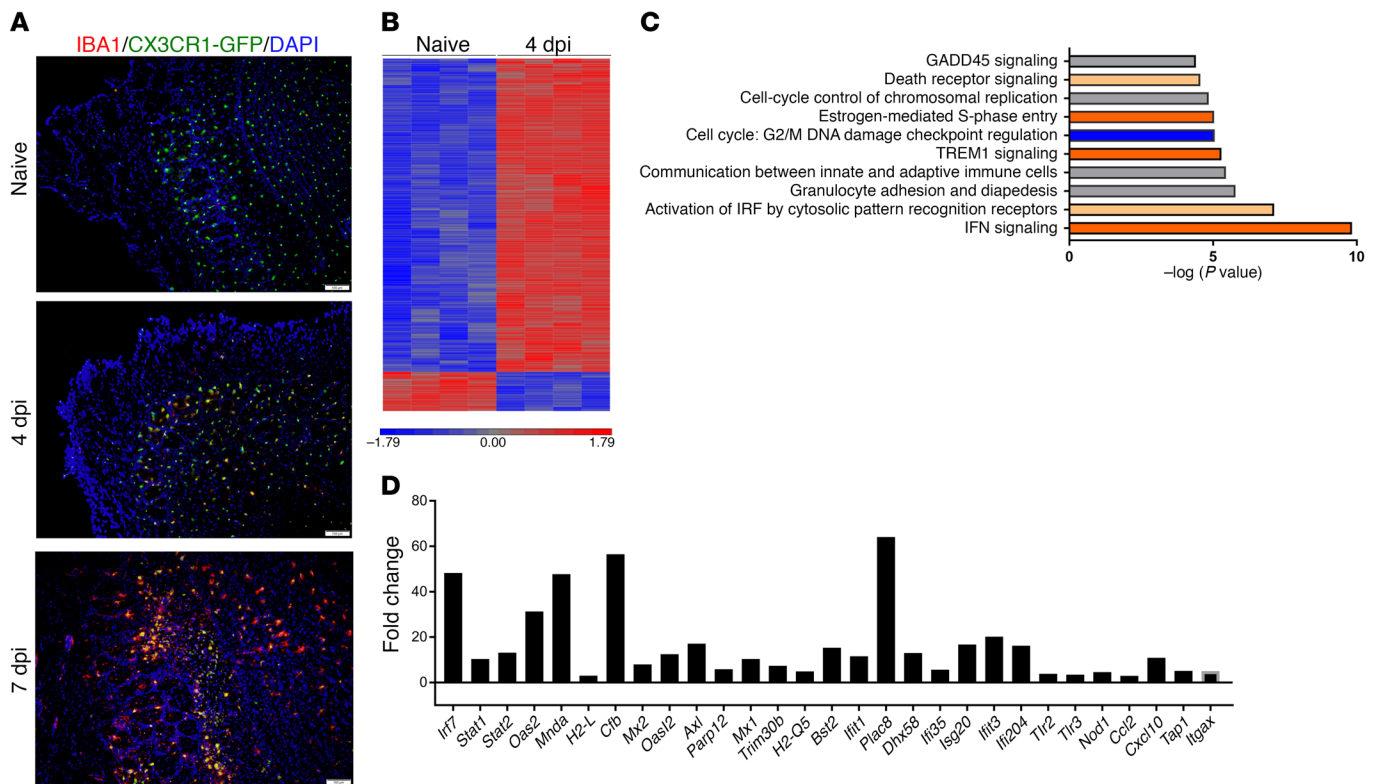 A
IBA1/CX3CR1-GFP/DAPI
Naive
4 dpi
7 dpi
B
Naive
4 dpi
–1.79
0.00
1.79
C
GADD45 signaling
Death receptor signaling
Cell-cycle control of chromosomal replication
Estrogen-mediated S-phase entry
Cell cycle: G2/M DNA damage checkpoint regulation
TREM1 signaling
Communication between innate and adaptive immune cells
Granulocyte adhesion and diapedesis
Activation of IRF by cytosolic pattern recognition receptors
IFN signaling
0
5
10
–log (P value)
D
Fold change
80
60
40
20
0
Irf7
Stat1
Stat2
Oas2
Mnda
H2-L
Cfb
Mx2
Oasl2
Axl
Parp12
Mx1
Trim30b
H2-Q5
Bst2
Ifit1
Plac8
Dhx58
Ifi35
Isg20
Ifit3
Ifi204
Tlr2
Tlr3
Nod1
Ccl2
Cxcl10
Tap1
Itgax